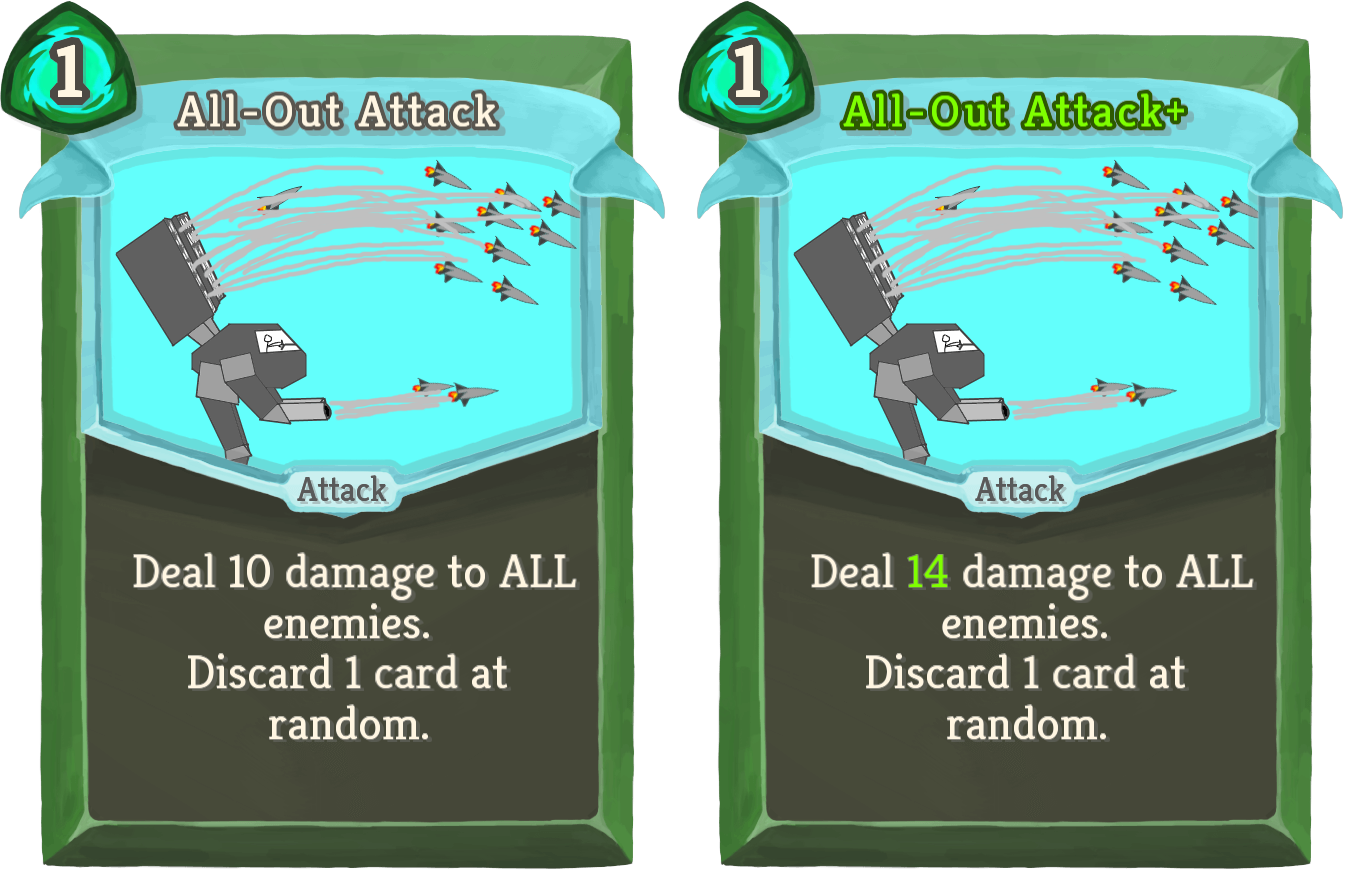 1
All-Out Attack
Attack
Deal 10 damage to ALL
enemies.
Discard 1 card at
random.
1
All-Out Attack+
Attack
Deal 14 damage to ALL
enemies.
Discard 1 card at
random.